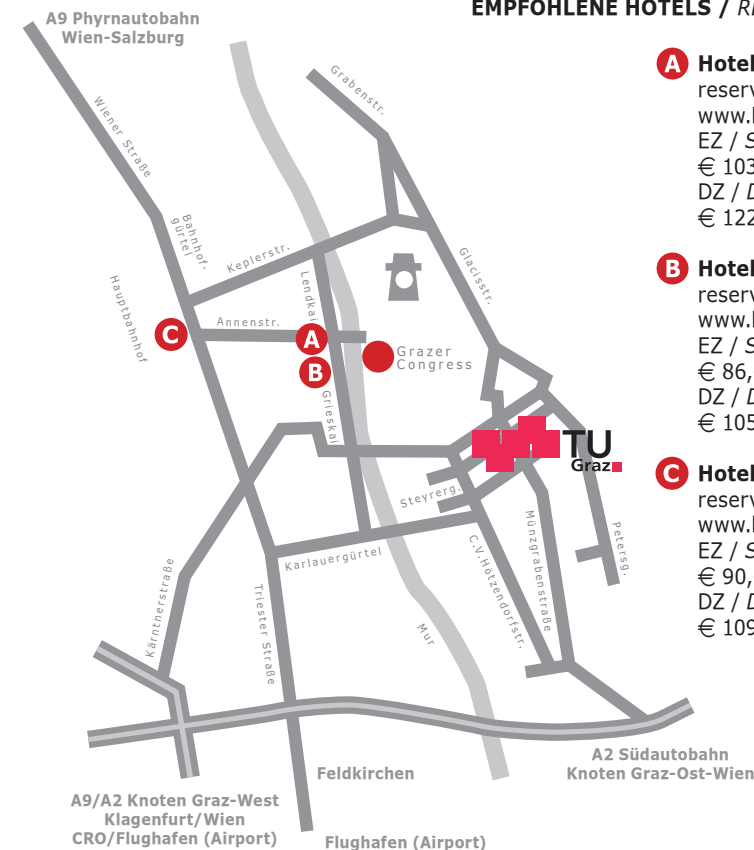 EMPFOHLENE HOTELS /
A9 Phyrnautobahn
Wien-Salzburg
Grabenstr.
Wiener Straße
Bahnhof-
gürtel
Keplerstr.
Glacisstr.
Hauptbahnhof
Lendkai
Annenstr.
C
A
B
Grazer
Congress
Grieskai
TU
Graz
Steyrerg.
Münzgrabenstraße
Petersg.
Karlauergürtel
C.V.Hötzendorfstr.
Kärntnerstraße
Triester Straße
Mur
A2 Südautobahn
Knoten Graz-Ost-Wien
Feldkirchen
A9/A2 Knoten Graz-West
Klagenfurt/Wien
CRO/Flughafen (Airport)
Flughafen (Airport)
A Hotel
reserv
www.
EZ / S
€ 103
DZ / D
€ 122
B Hotel
reserv
www.
EZ / S
€ 86,
DZ / D
€ 105
C Hotel
reserv
www.
EZ / S
€ 90,
DZ / D
€ 109